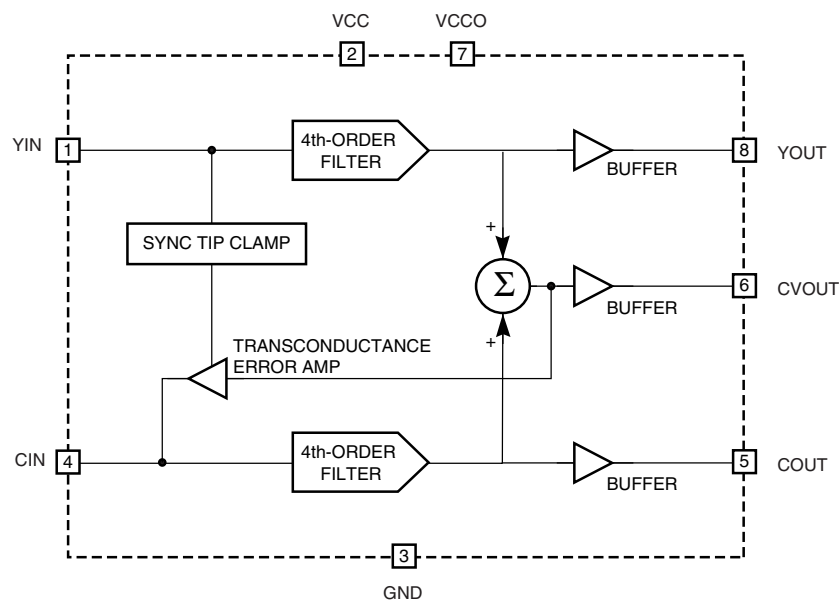 VCC
VCCO
2
7
YIN
1
4th-ORDER
FILTER
BUFFER
8
YOUT
SYNC TIP CLAMP
+
Σ
BUFFER
6
CVOUT
+
TRANSCONDUCTANCE
ERROR AMP
CIN
4
4th-ORDER
FILTER
BUFFER
5
COUT
3
GND